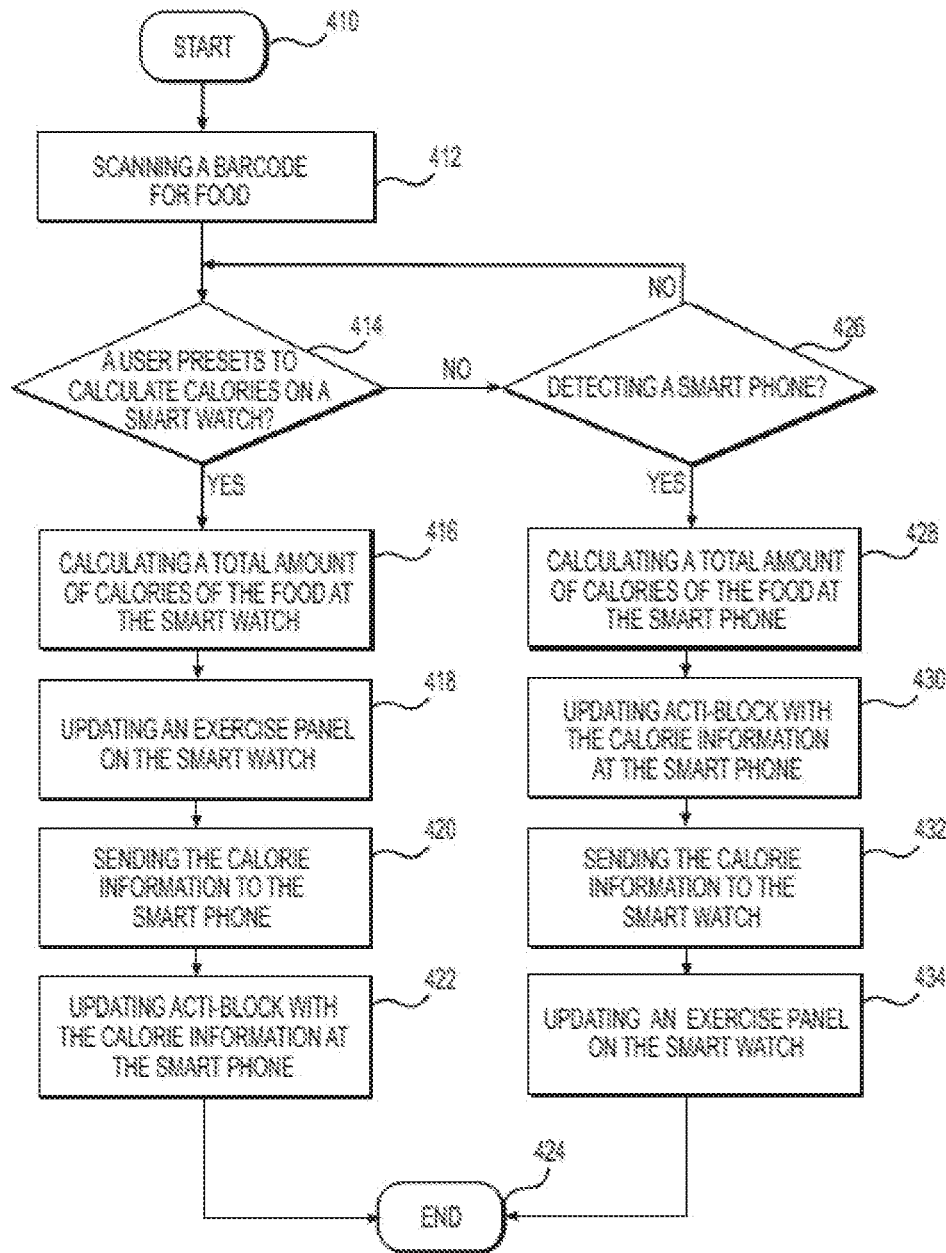 START
410
SCANNING A BARCODE
FOR FOOD
412
A USER PRESETS TO
CALCULATE CALORIES ON A
SMART WATCH?
414
NO
YES
DETECTING A SMART PHONE?
426
NO
YES
CALCULATING A TOTAL AMOUNT
OF CALORIES OF THE FOOD AT
THE SMART WATCH
416
UPDATING AN EXERCISE PANEL
ON THE SMART WATCH
418
SENDING THE CALORIE
INFORMATION TO THE
SMART PHONE
420
UPDATING ACTI-BLOCK WITH
THE CALORIE INFORMATION AT
THE SMART PHONE
422
CALCULATING A TOTAL AMOUNT
OF CALORIES OF THE FOOD AT
THE SMART PHONE
428
UPDATING ACTI-BLOCK WITH
THE CALORIE INFORMATION
AT THE SMART PHONE
430
SENDING THE CALORIE
INFORMATION TO THE
SMART WATCH
432
UPDATING AN EXERCISE PANEL
ON THE SMART WATCH
434
END
424